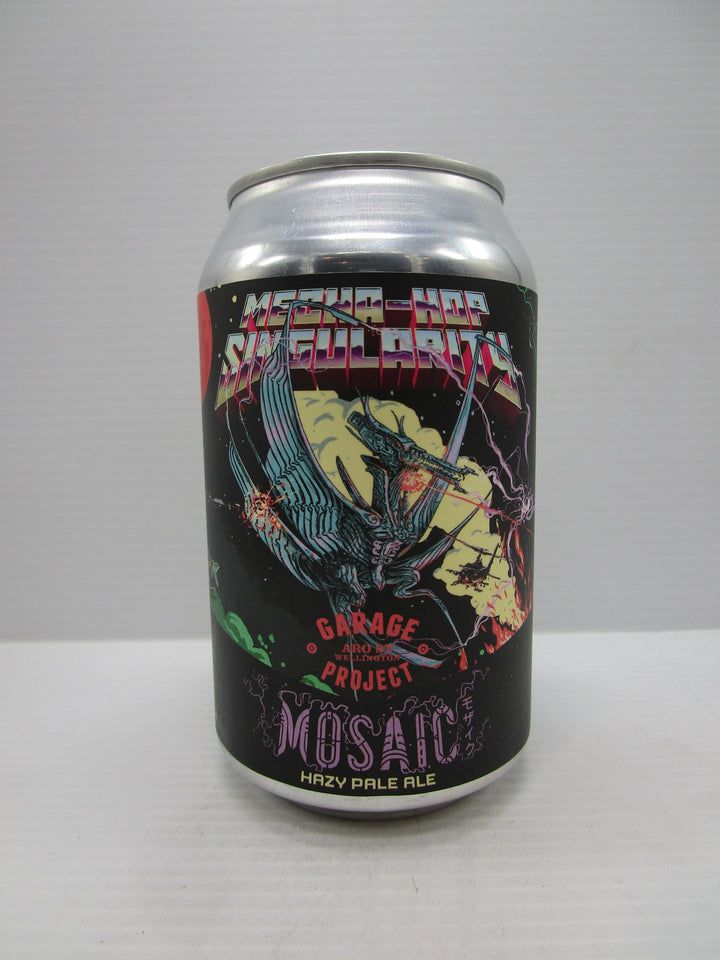 MECHA-HOP
SINGULARITY
GARAGE
ARO ST
WELLINGTON
PROJECT
MOSAIC
モザイク
HAZY PALE ALE